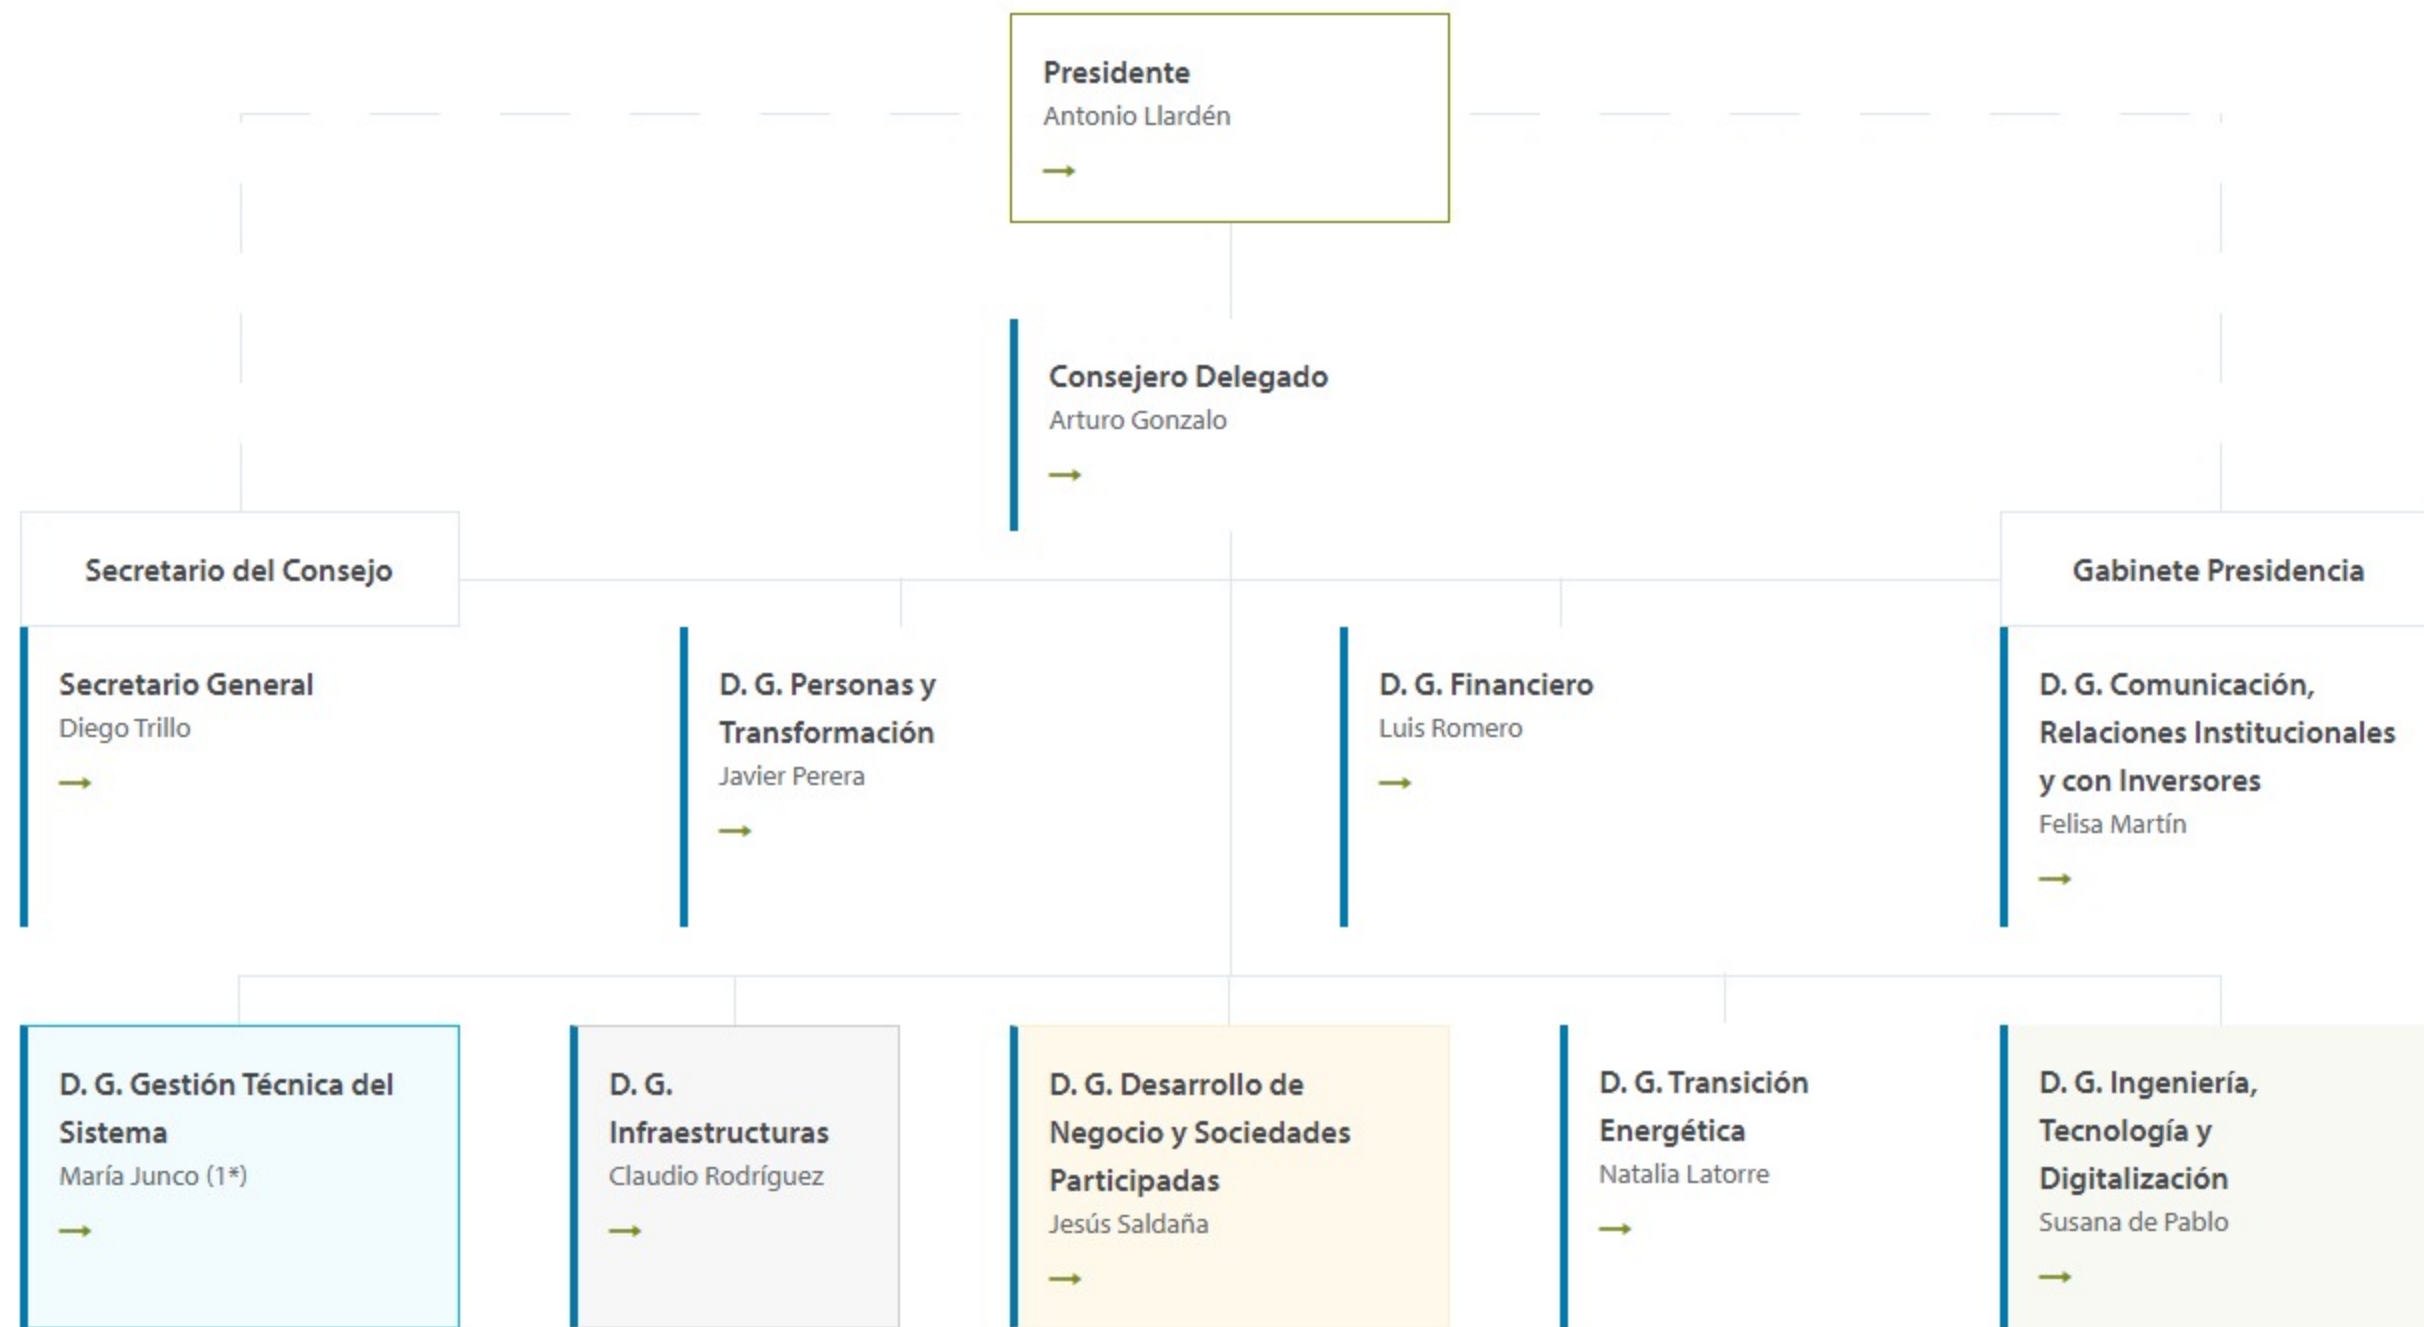 Presidente
Antonio Llardén
Consejero Delegado
Arturo Gonzalo
Secretario del Consejo
Gabinete Presidencia
Secretario General
Diego Trillo
D. G. Personas y
Transformación
Javier Perera
D. G. Financiero
Luis Romero
D. G. Comunicación,
Relaciones Institucionales
y con Inversores
Felisa Martín
D. G. Gestión Técnica del
Sistema
María Junco (1*)
D. G.
Infraestructuras
Claudio Rodríguez
D. G. Desarrollo de
Negocio y Sociedades
Participadas
Jesús Saldaña
D. G. Transición
Energética
Natalia Latorre
D. G. Ingeniería,
Tecnología y
Digitalización
Susana de Pablo